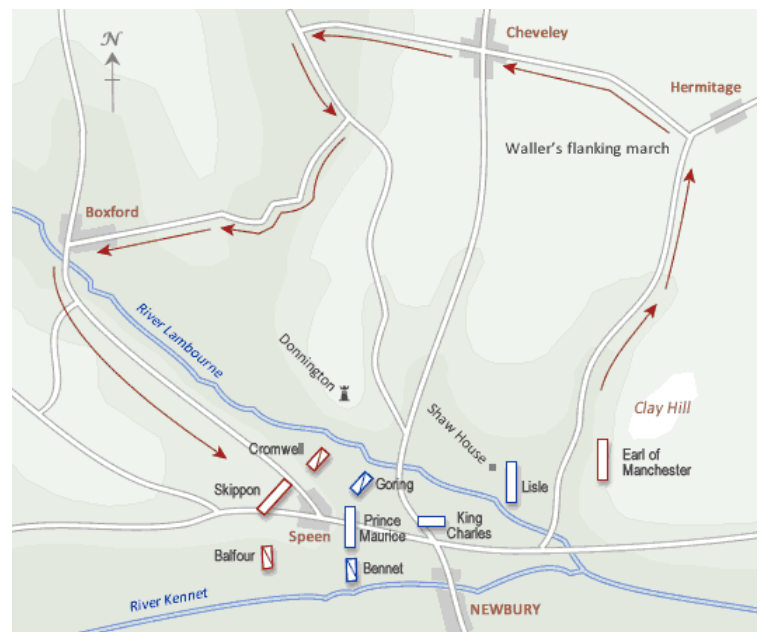 N
Cheveley
Hermitage
Waller's flanking march
Boxford
River Lambourne
Donnington
Shaw House
Clay Hill
Cromwell
Earl of
Manchester
Skippon
Goring
Lisle
Prince
Maurice
King
Charles
Speen
Balfour
Bennet
River Kennet
NEWBURY